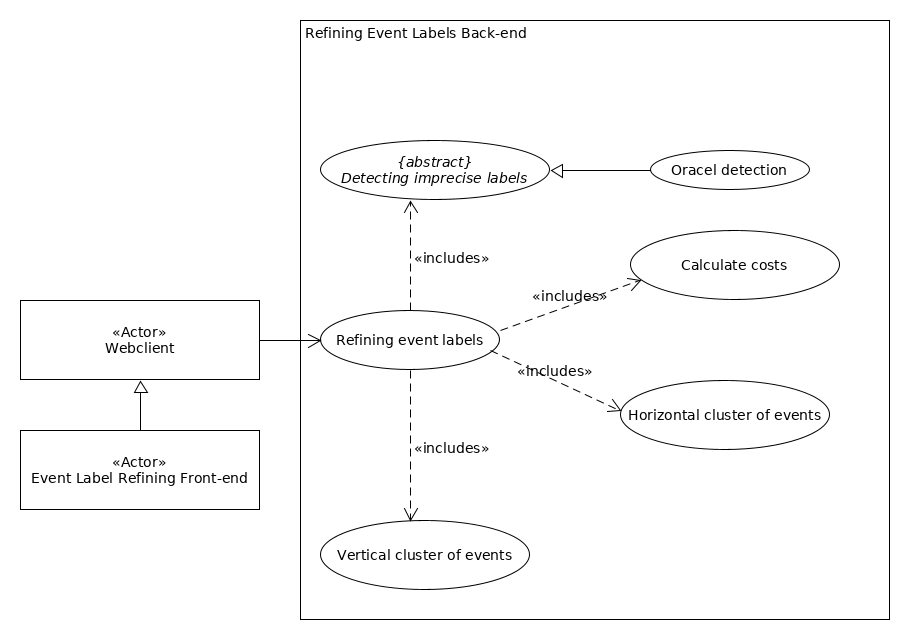 Refining Event Labels Back-end
{abstract}
Detecting imprecise labels
Oracel detection
«includes»
Calculate costs
«includes»
«Actor»
Webclient
Refining event labels
«includes»
Horizontal cluster of events
«includes»
«Actor»
Event Label Refining Front-end
Vertical cluster of events